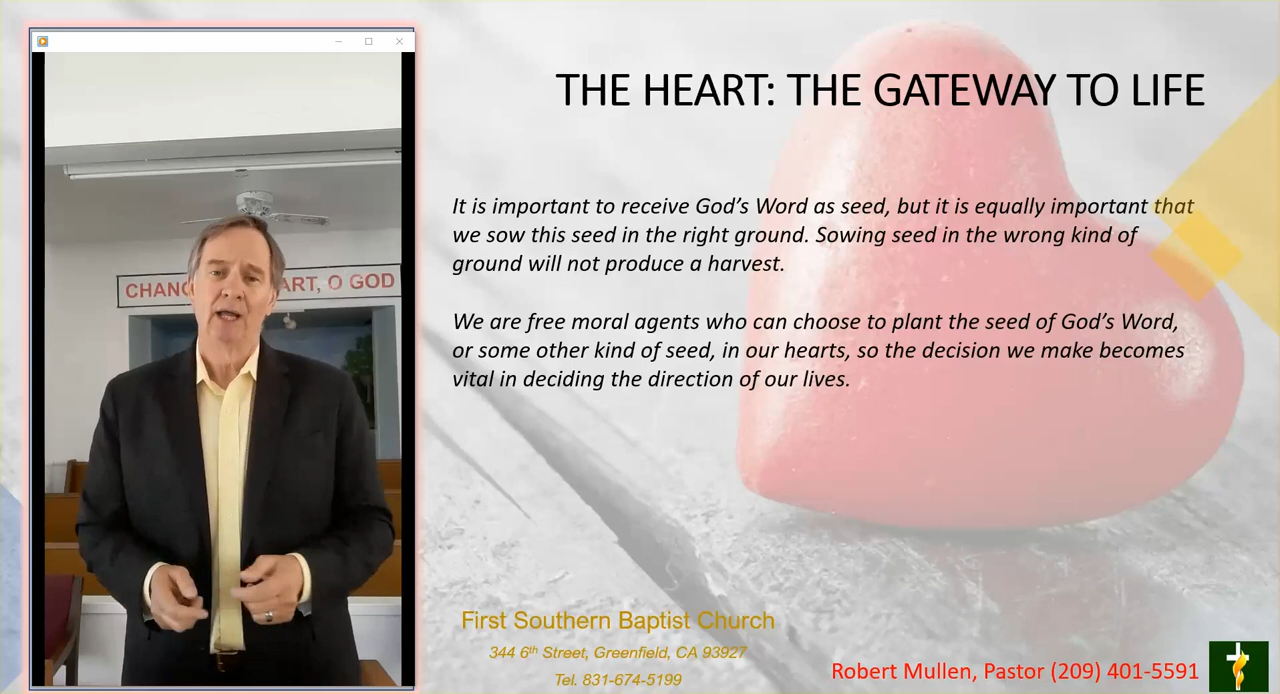 THE HEART: THE GATEWAY TO LIFE
It is important to receive God’s Word as seed, but it is equally important that
we sow this seed in the right ground. Sowing seed in the wrong kind of
ground will not produce a harvest.
We are free moral agents who can choose to plant the seed of God’s Word,
or some other kind of seed, in our hearts, so the decision we make becomes
vital in deciding the direction of our lives.
O GOD
First Southern Baptist Church
344 6th Street, Greenfield, CA 93927
Tel. 831-674-5199
Robert Mullen, Pastor (209) 401-5591